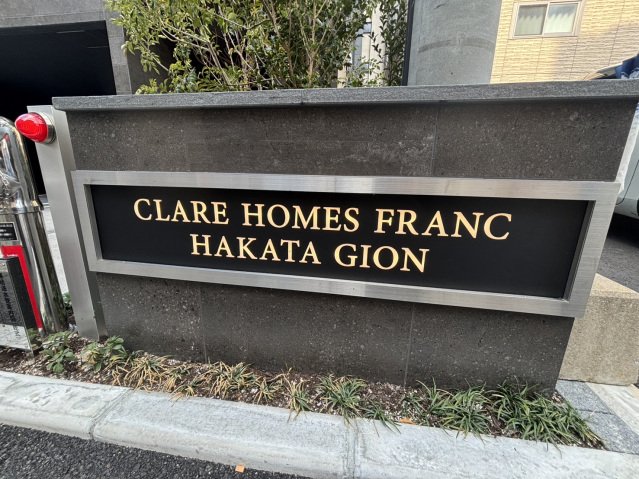 CLARE HOMES FRANC
HAKATA GION